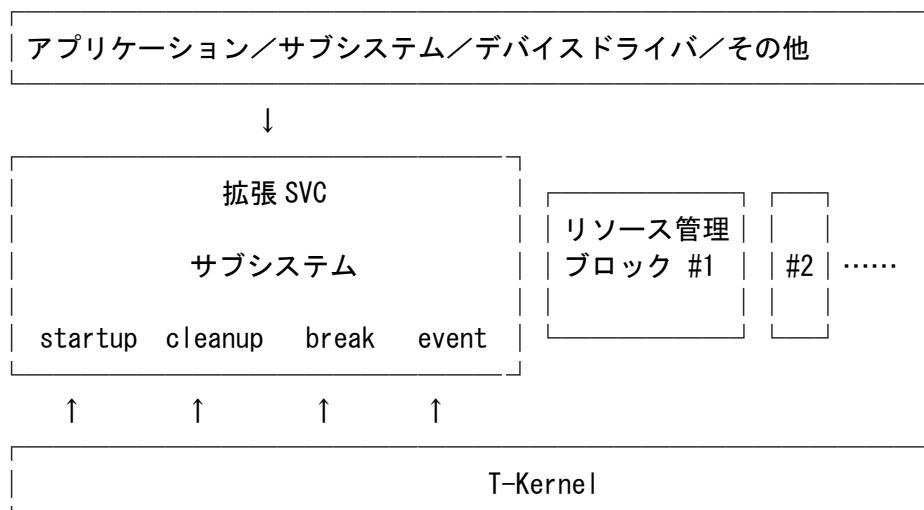 アプリケーション／サブシステム／デバイスドライバ／その他
↓
拡張 SVC
リソース管理
サブシステム ブロック #1 #2 ……
startup cleanup break event
↑ ↑ ↑ ↑
T-Kernel